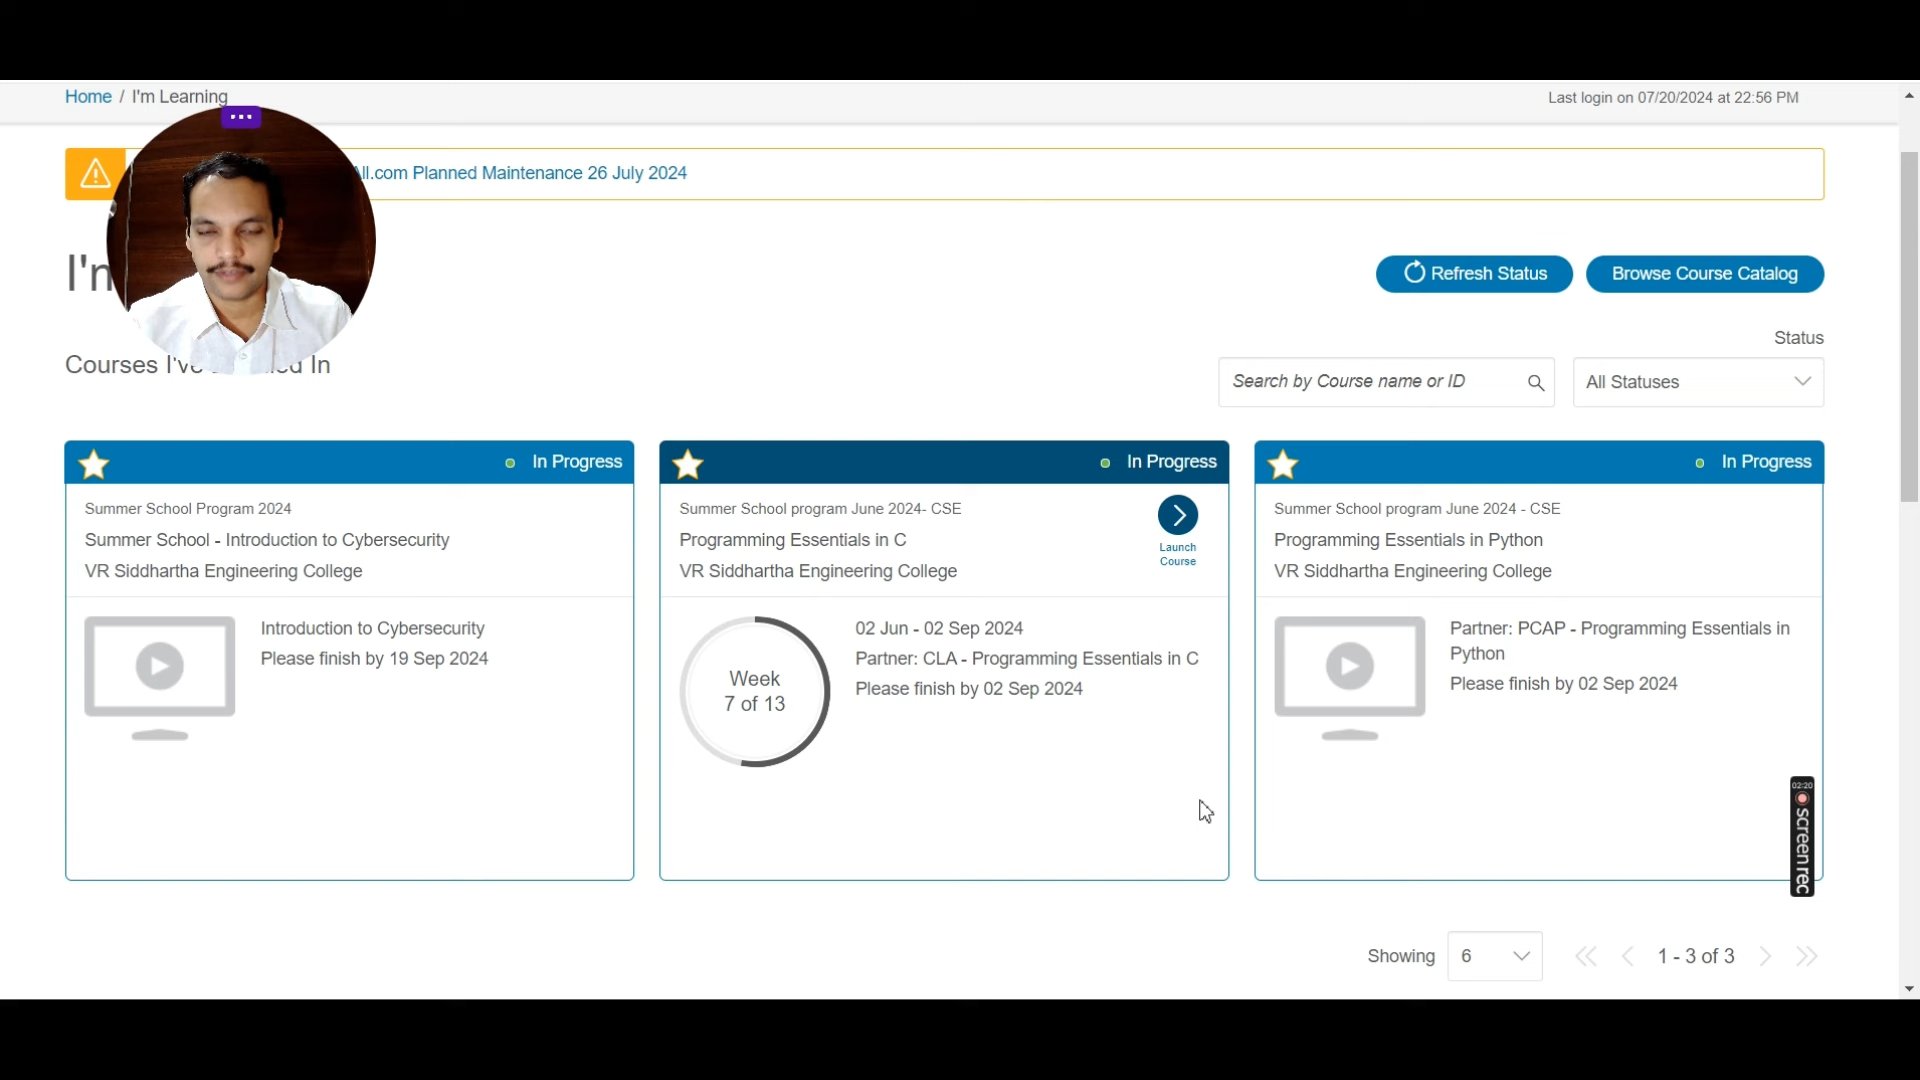 Home / I'm Learning
Last login on 07/20/2024 at 22:56 PM
All.com Planned Maintenance 26 July 2024
I'm
Refresh Status
Browse Course Catalog
Status
Courses I've In
Search by Course name or ID
All Statuses
In Progress
Summer School Program 2024
Summer School - Introduction to Cybersecurity
VR Siddhartha Engineering College
Introduction to Cybersecurity
Please finish by 19 Sep 2024
In Progress
Summer School program June 2024- CSE
Programming Essentials in C
VR Siddhartha Engineering College
Launch
Course
Week
7 of 13
02 Jun - 02 Sep 2024
Partner: CLA - Programming Essentials in C
Please finish by 02 Sep 2024
In Progress
Summer School program June 2024 - CSE
Programming Essentials in Python
VR Siddhartha Engineering College
Partner: PCAP - Programming Essentials in
Python
Please finish by 02 Sep 2024
02:20
screenrec
Showing
6
1 - 3 of 3